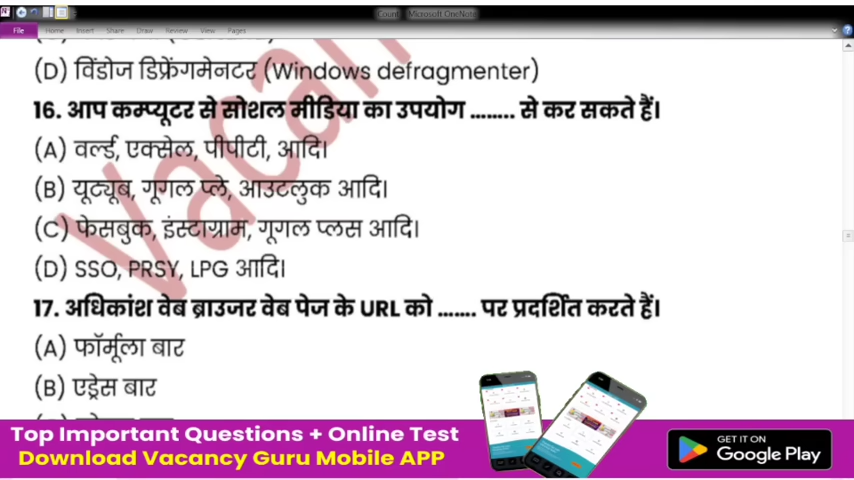 Count - Microsoft OneNote
File Home Insert Share Draw Review View Pages
(D) विंडोज डिफ्रेंगमेनटर (Windows defragmenter)
16. आप कम्प्यूटर से सोशल मीडिया का उपयोग ........ से कर सकते हैं।
(A) वर्ल्ड, एक्सेल, पीपीटी, आदि।
(B) यूट्यूब, गूगल प्ले, आउटलुक आदि।
(C) फेसबुक, इंस्टाग्राम, गूगल प्लस आदि।
(D) SSO, PRSY, LPG आदि।
17. अधिकांश वेब ब्राउजर वेब पेज के URL को ....... पर प्रदर्शित करते हैं।
(A) फॉर्मूला बार
(B) एड्रेस बार
Top Important Questions + Online Test
Download Vacancy Guru Mobile APP
GET IT ON
Google Play